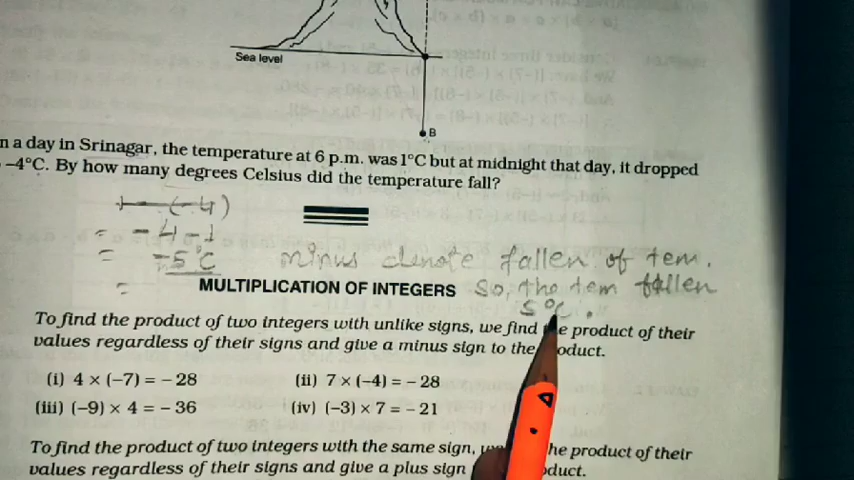 Sea level
B
n a day in Srinagar, the temperature at 6 p.m. was 1°C but at midnight that day, it dropped
–4°C. By how many degrees Celsius did the temperature fall?
(-4)
= -4-1
= -5°C minus denote fallen of tem.
=
MULTIPLICATION OF INTEGERS so, the tem fallen
5°C.
To find the product of two integers with unlike signs, we find the product of their
values regardless of their signs and give a minus sign to the product.
(i) 4 × (–7) = – 28 (ii) 7 × (–4) = – 28
(iii) (–9) × 4 = – 36 (iv) (–3) × 7 = – 21
To find the product of two integers with the same sign, he product of their
values regardless of their signs and give a plus sign duct.